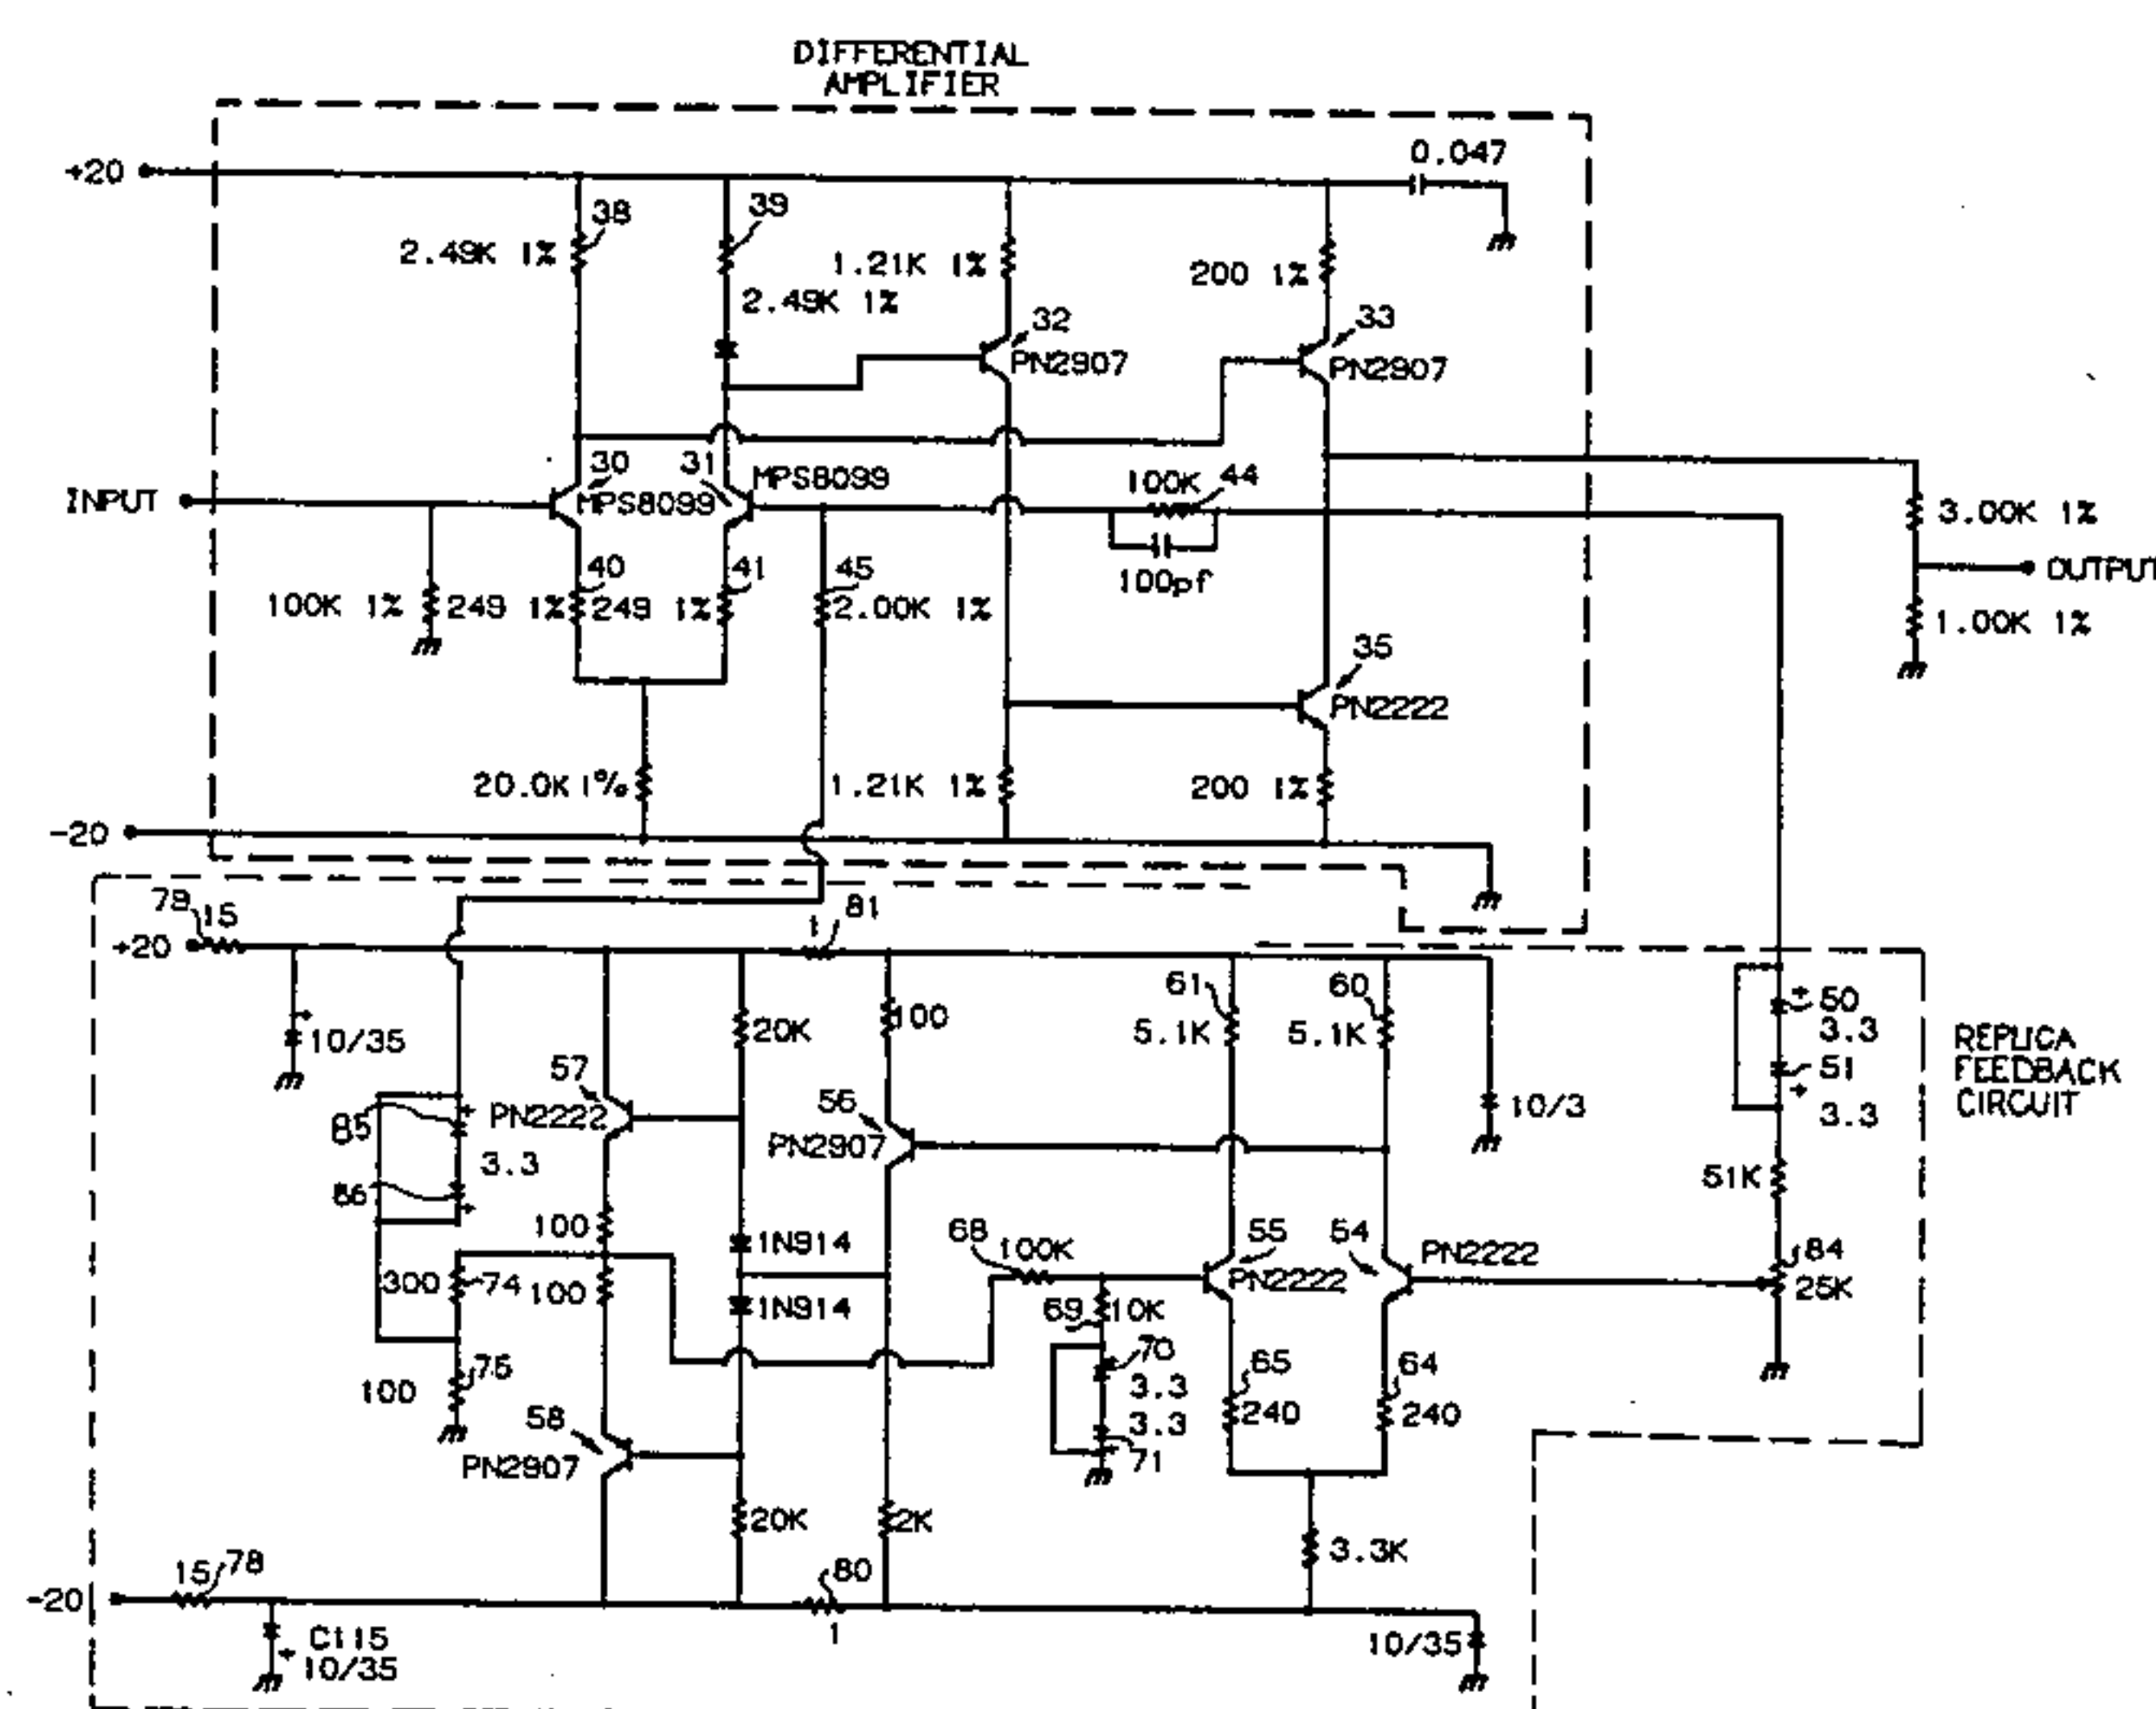 DIFFERENTIAL
AMPLIFIER
+20
0.047
38
39
2.49K 1%
1.21K 1%
200 1%
2.49K 1%
32
33
PN2907
PN2907
30
31
MPS8099
INPUT
MPS8099
100K
44
3.00K 1%
OUTPUT
40
41
45
100pf
100K 1%
249 1%
249 1%
2.00K 1%
1.00K 1%
35
PN2222
20.0K 1%
1.21K 1%
200 1%
-20
79
15
81
1
+20
61
60
50
3.3
100
20K
5.1K
5.1K
10/35
51
3.3
REPLICA
FEEDBACK
CIRCUIT
57
PN2222
56
PN2907
10/3
85
3.3
86
51K
100
1N914
68
100K
55
54
PN2222
84
300
74
100
PN2222
25K
1N914
69
10K
70
3.3
3.3
71
75
100
65
240
64
240
58
PN2907
20K
2K
3.3K
15
78
80
-20
1
C115
10/35
10/35